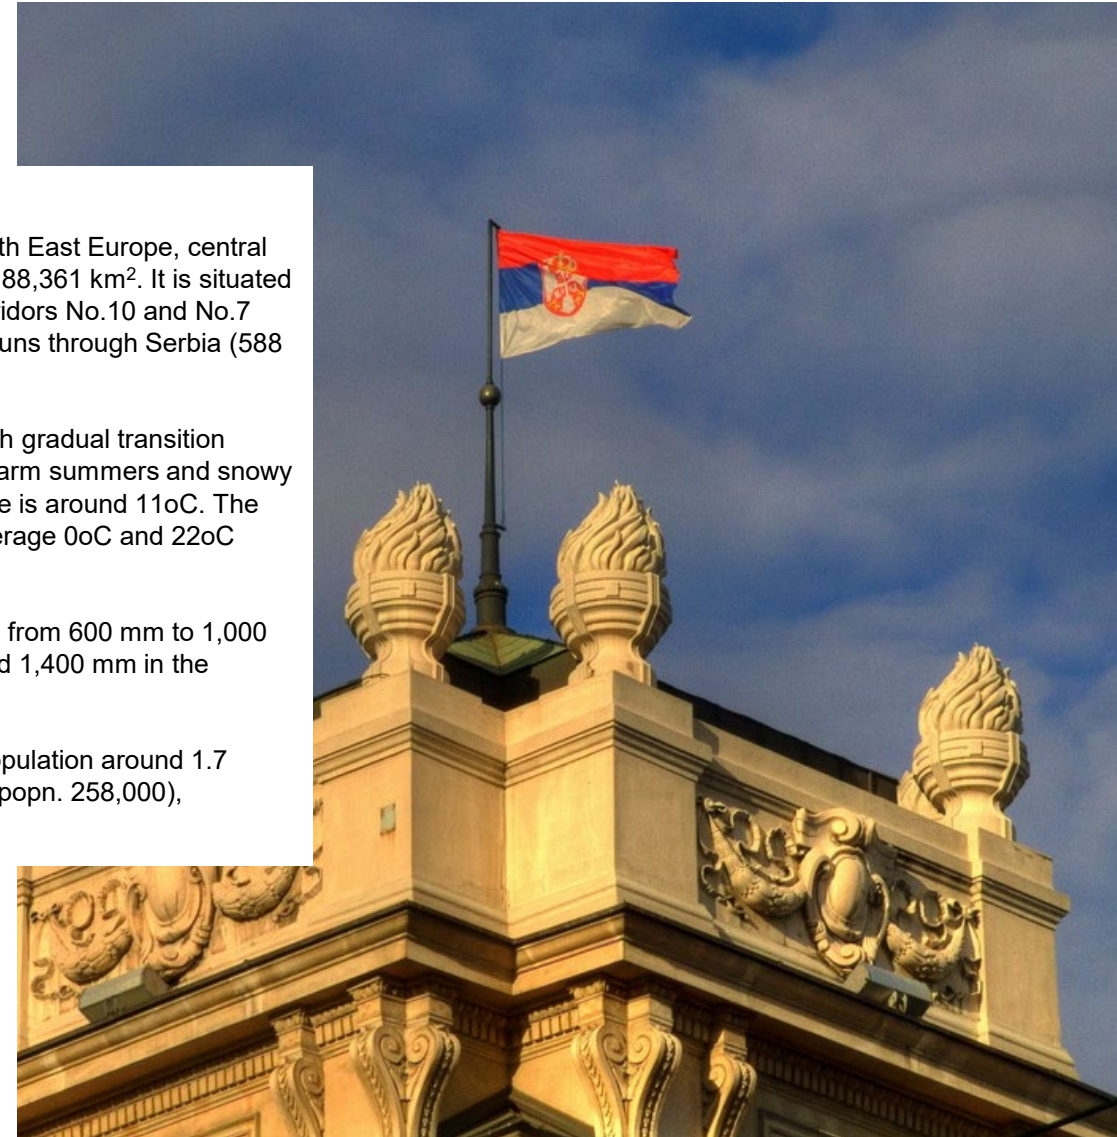 th East Europe, central
88,361 km². It is situated
idors No.10 and No.7
uns through Serbia (588
h gradual transition
arm summers and snowy
e is around 11oC. The
erage 0oC and 22oC
from 600 mm to 1,000
d 1,400 mm in the
pulation around 1.7
popn. 258,000),